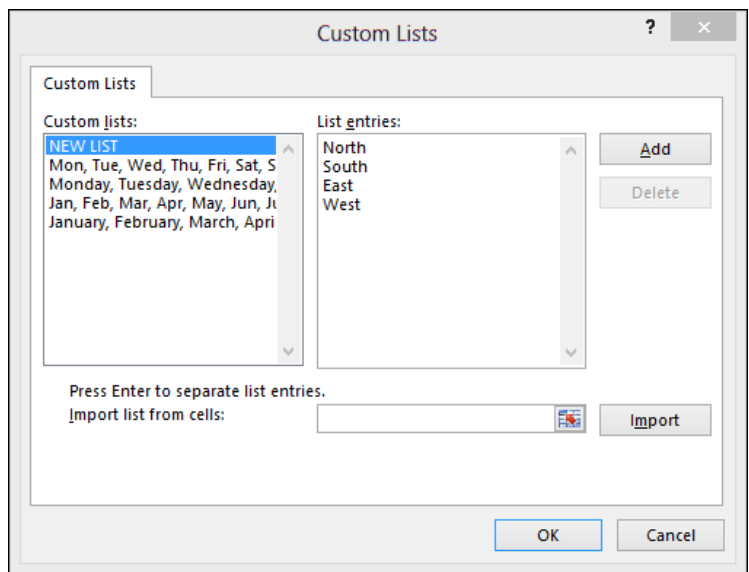 Custom Lists
?
Custom Lists
Custom lists:
NEW LIST
Mon, Tue, Wed, Thu, Fri, Sat, S
Monday, Tuesday, Wednesday,
Jan, Feb, Mar, Apr, May, Jun, Ju
January, February, March, Apri
List entries:
North
South
East
West
Add
Delete
Press Enter to separate list entries.
Import list from cells:
Import
OK
Cancel